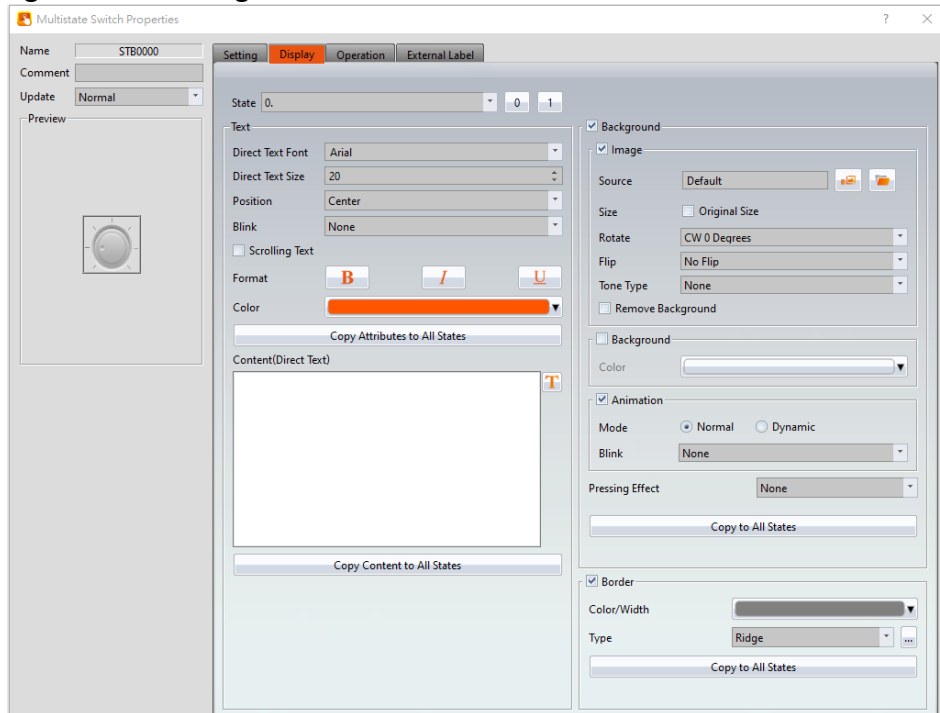 Multistate Switch Properties
? ×
Name STB0000
Comment
Update Normal
Preview
Setting Display Operation External Label
State 0. 0 1
Text
Direct Text Font Arial
Direct Text Size 20
Position Center
Blink None
Scrolling Text
Format B I U
Color
Copy Attributes to All States
Content(Direct Text)
T
Copy Content to All States
Background
Image
Source Default
Size Original Size
Rotate CW 0 Degrees
Flip No Flip
Tone Type None
Remove Background
Background
Color
Animation
Mode Normal Dynamic
Blink None
Pressing Effect None
Copy to All States
Border
Color/Width
Type Ridge ...
Copy to All States